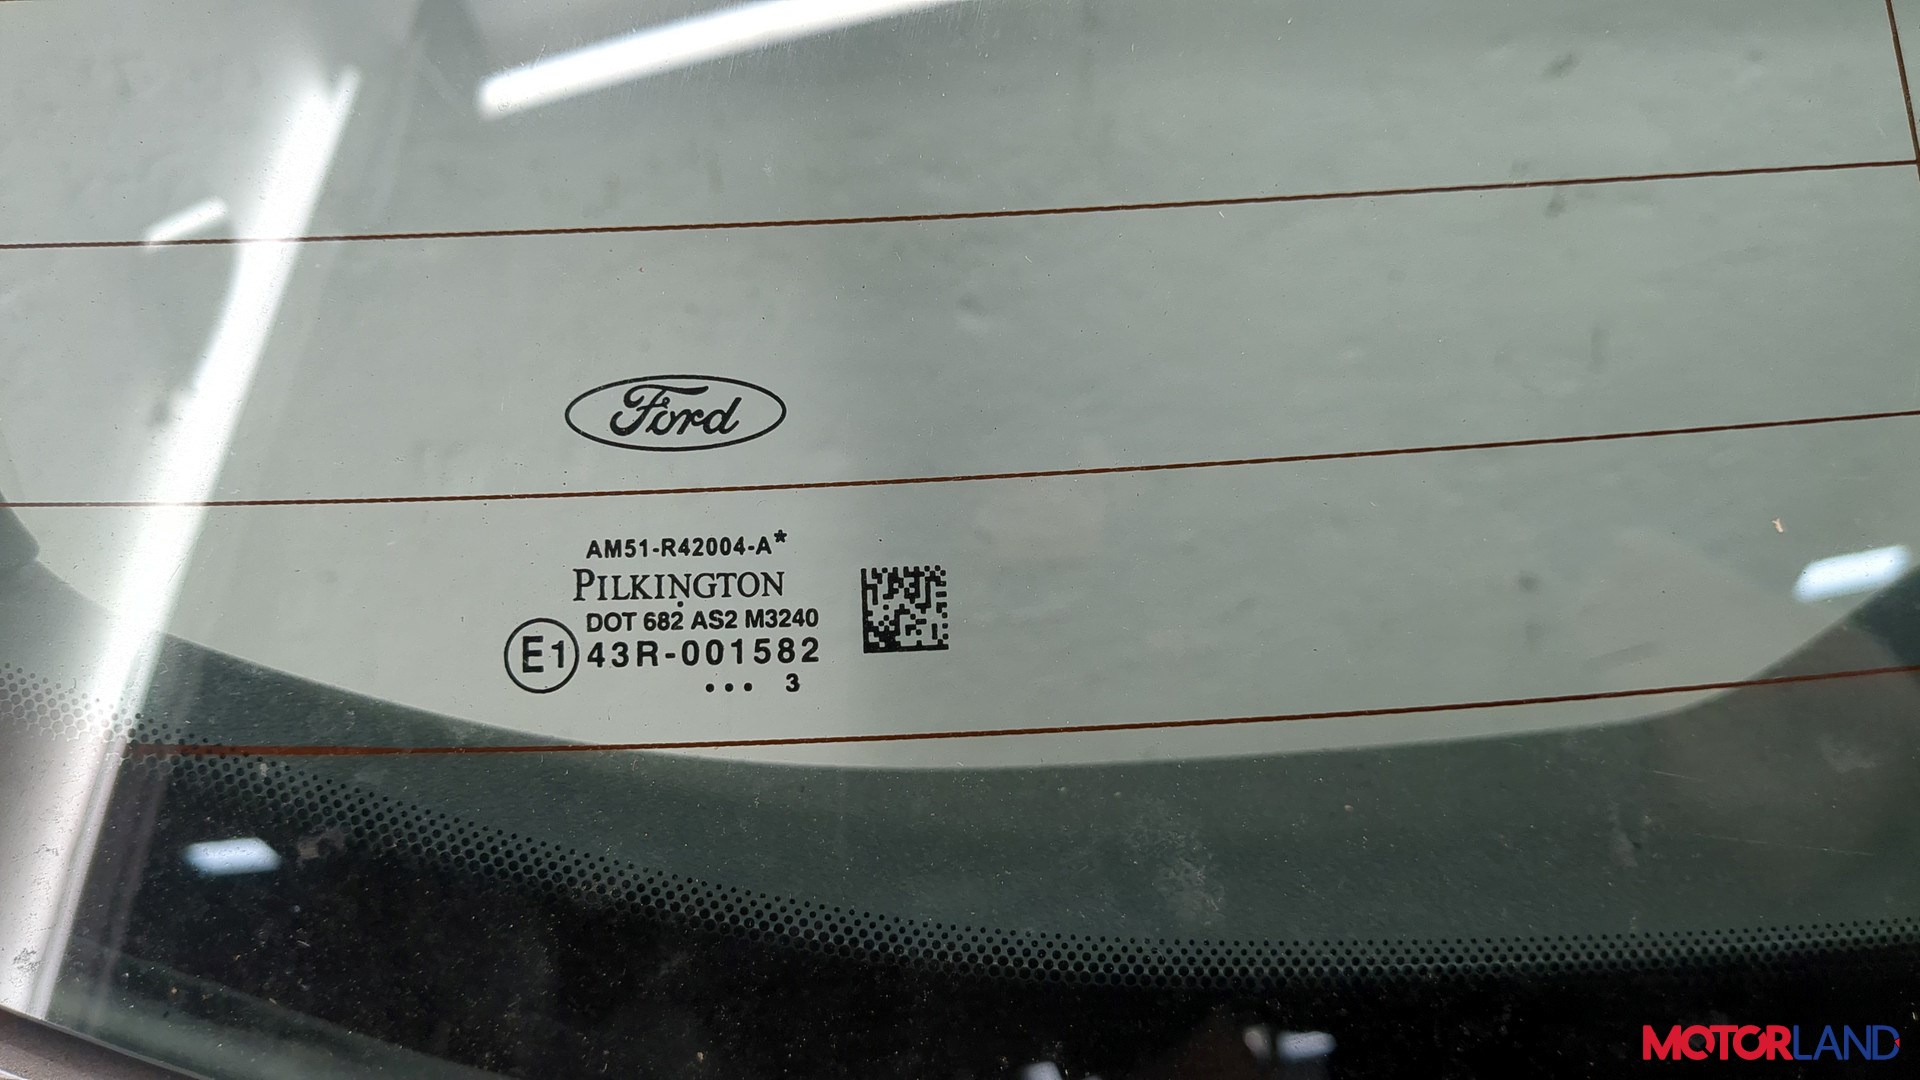 Ford
AM51-R42004-A*
PILKINGTON
DOT 682 AS2 M3240
E1 43R-001582
... 3
MOTORLAND